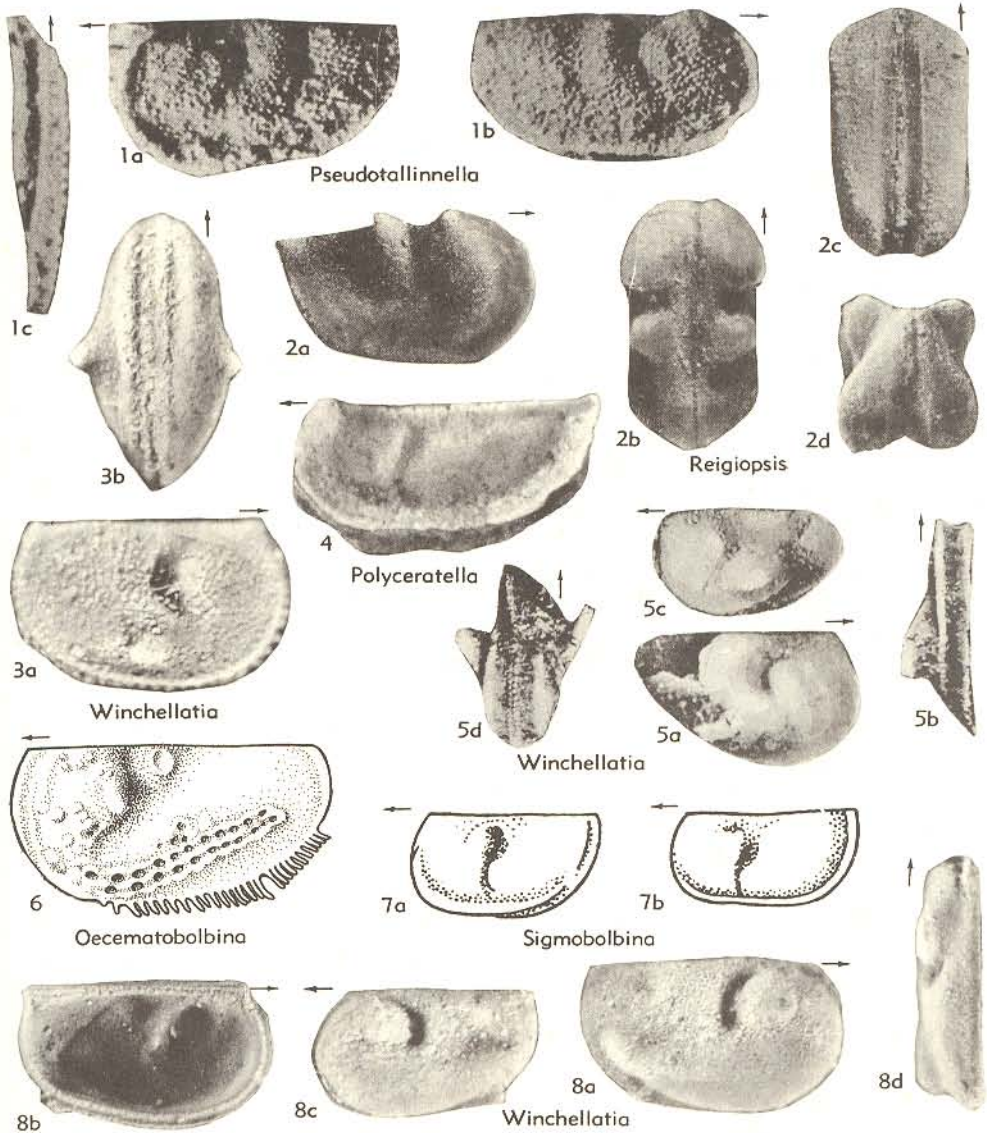 1c
1a
1b
Pseudotallinnella
2c
3b
2a
2b
2d
Reigiopsis
4
Polyceratella
3a
Winchellatia
5c
5d
5a
5b
Winchellatia
6
Oecematobolbina
7a
7b
Sigmobolbina
8b
8c
8a
8d
Winchellatia